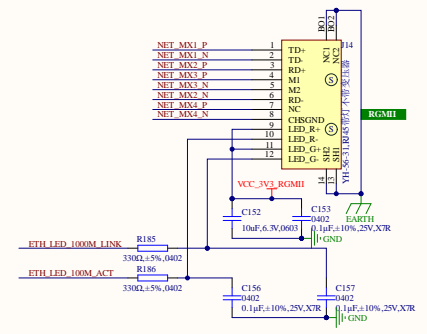 BO1
BO2
J14
NET_MX1_P 1 TD+
NET_MX1_N 2 TD-
NET_MX2_P 3 RD+
NET_MX3_P 4 M1
NET_MX3_N 5 M2
NET_MX2_N 6 RD-
NET_MX4_P 7 NC
NET_MX4_N 8 CHSGND
9 LED_R+
10 LED_R-
11 LED_G+
12 LED_G-
NC1
NC2
S
S
SH2
SH1
14
13
YH-56-31,RJ45带灯 不带变压器
RGMII
EARTH
VCC_3V3_RGMII
C152
0402
10uF,6.3V,0603
C153
0402
0.1μF,±10%,25V,X7R
GND
ETH_LED_1000M_LINK
R185
330Ω,±5%,0402
ETH_LED_100M_ACT
R186
330Ω,±5%,0402
C156
0402
0.1μF,±10%,25V,X7R
C157
0402
0.1μF,±10%,25V,X7R
GND